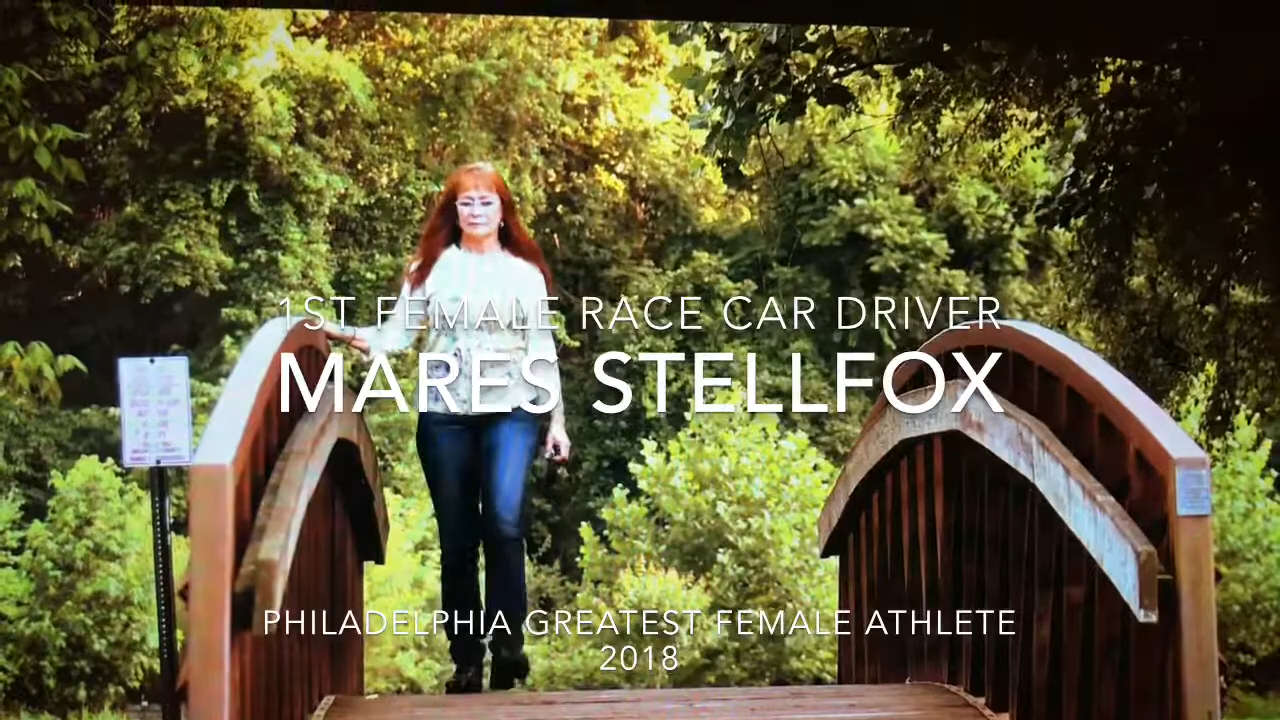 1ST FEMALE RACE CAR DRIVER
MARES STELLFOX
PHILADELPHIA GREATEST FEMALE ATHLETE
2018